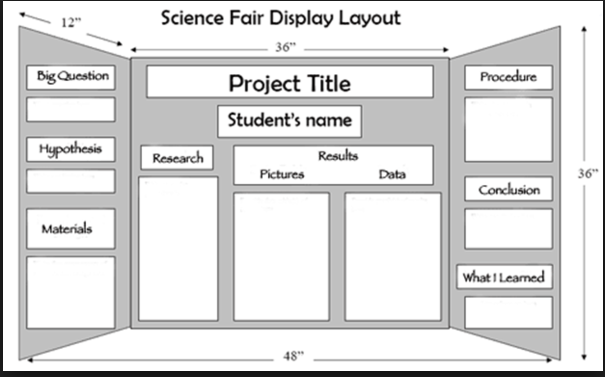 Science Fair Display Layout
12”
36”
Big Question
Hypothesis
Materials
Project Title
Student’s name
Research
Results
Pictures Data
Procedure
Conclusion
What I Learned
36”
48”